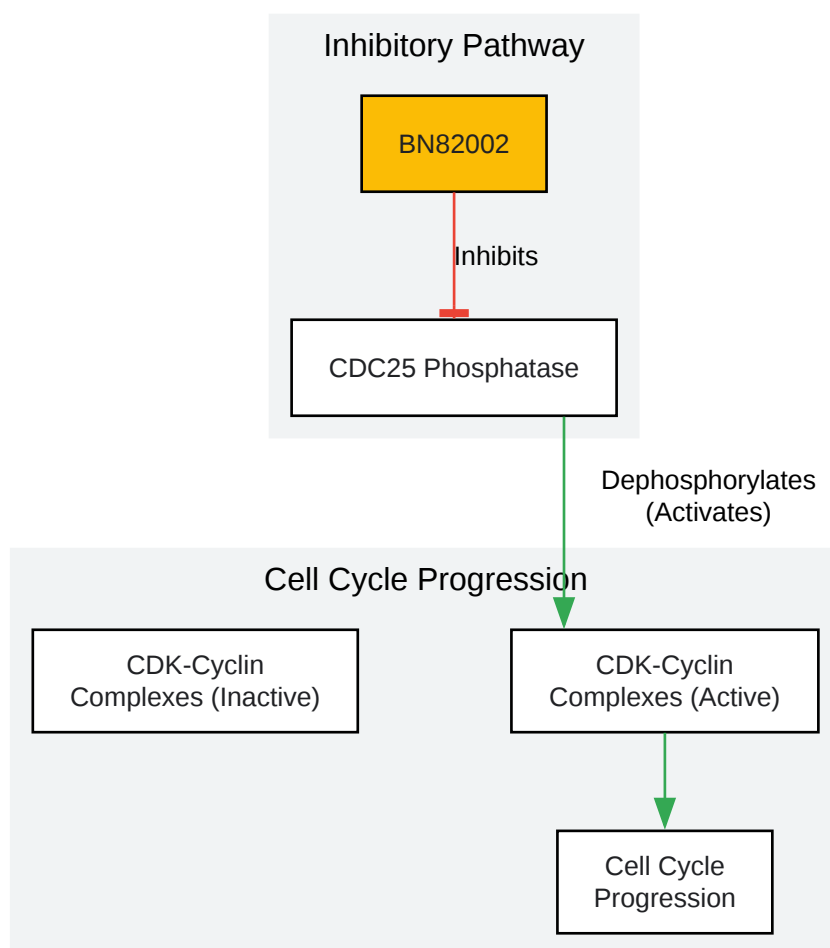 Inhibitory Pathway
BN82002
Inhibits
CDC25 Phosphatase
Dephosphorylates
(Activates)
Cell Cycle Progression
CDK-Cyclin
Complexes (Inactive)
CDK-Cyclin
Complexes (Active)
Cell Cycle
Progression